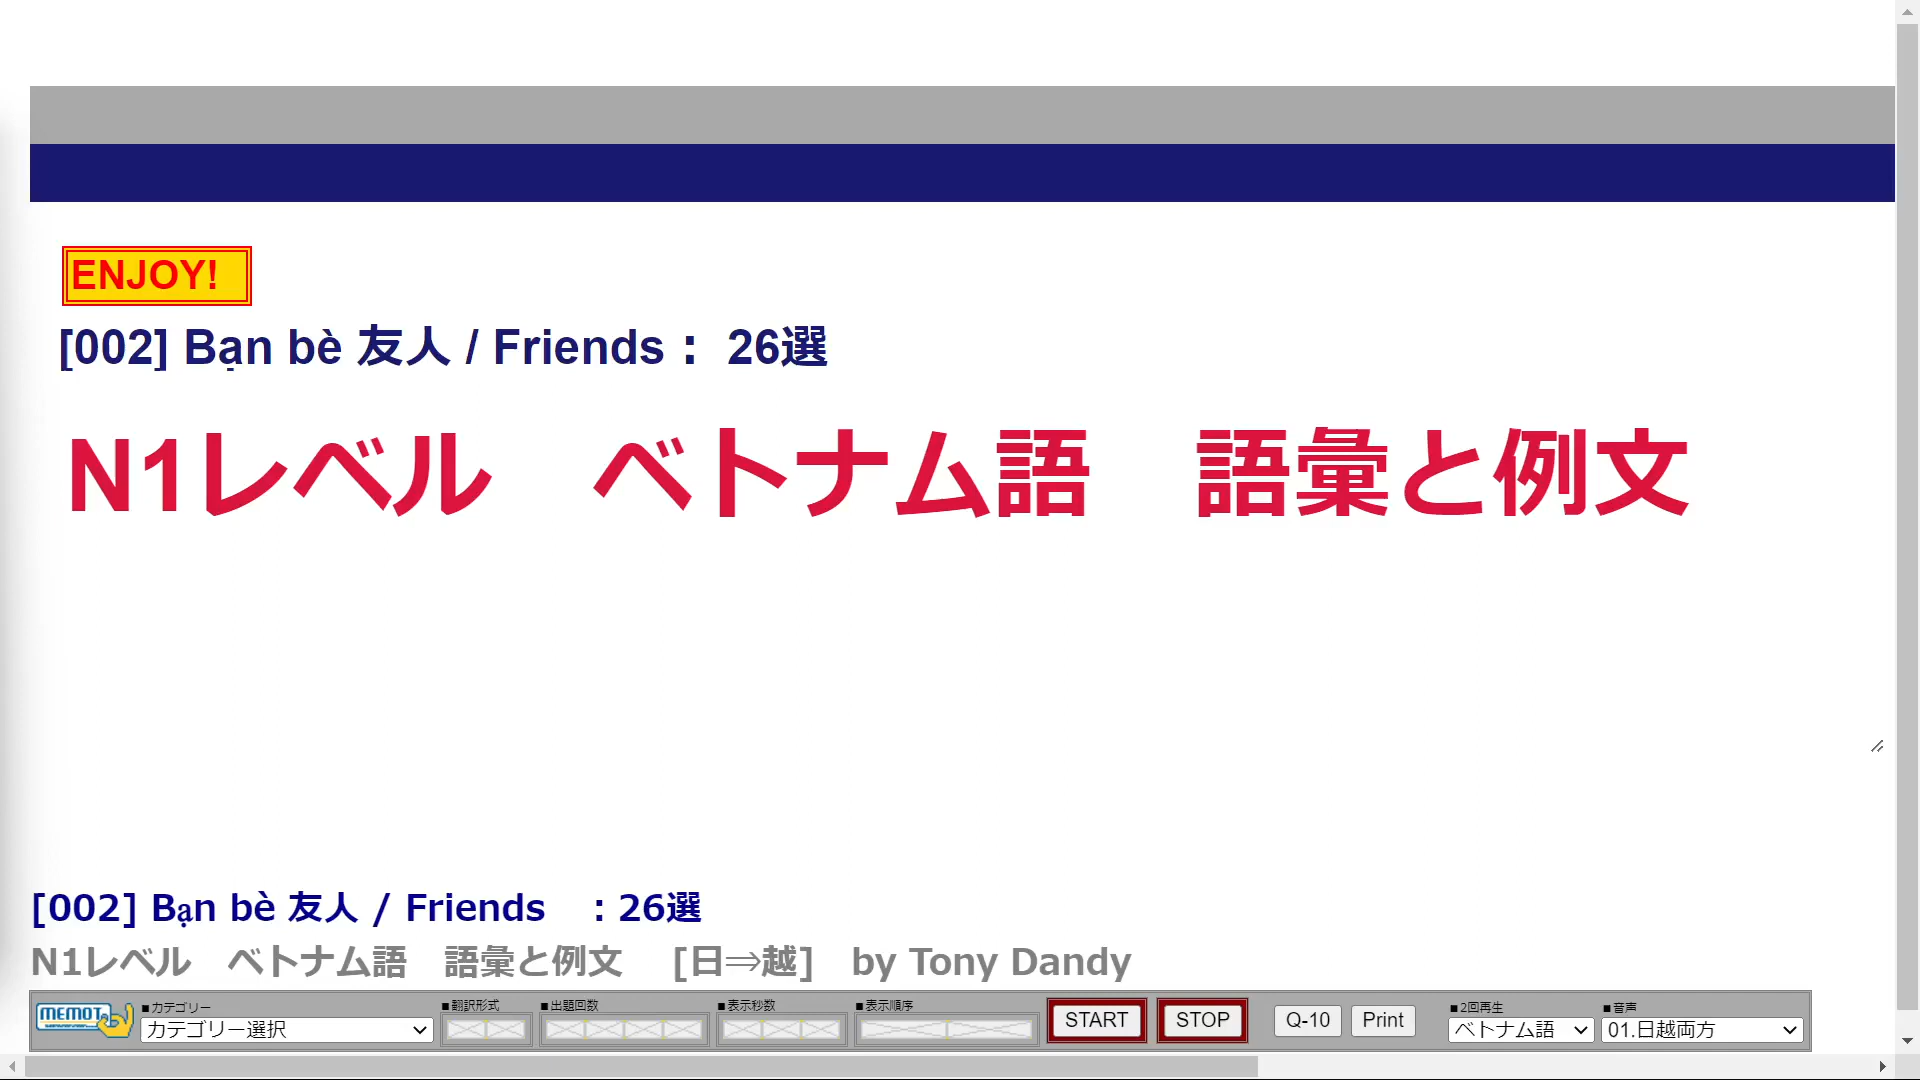 ENJOY!
[002] Bạn bè 友人 / Friends： 26選
N1レベル　ベトナム語　語彙と例文
[002] Bạn bè 友人 / Friends　: 26選
N1レベル　ベトナム語　語彙と例文　[日⇒越]　by Tony Dandy
MEMOT
■カテゴリー
カテゴリー選択
■翻訳形式
■出題回数
■表示秒数
■表示順序
START
STOP
Q-10
Print
■2回再生
ベトナム語
■音声
01.日越両方